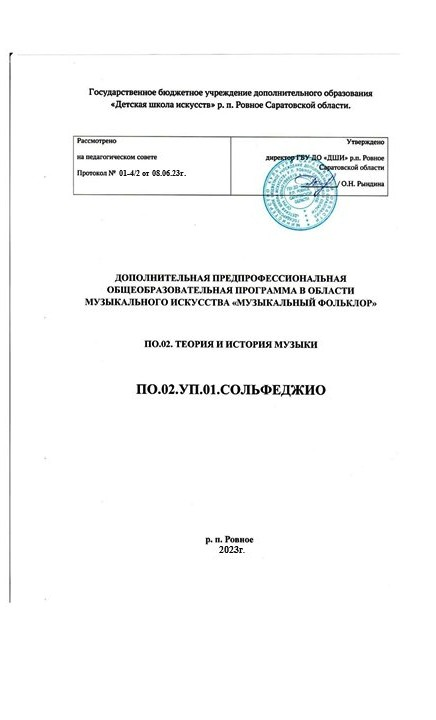 Государственное бюджетное учреждение дополнительного образования
«Детская школа искусств» р. п. Ровное Саратовской области.
Рассмотрено
на педагогическом совете
Протокол № 01-4/2 от 08.06.23г.
Утверждено
директор ГБУ ДО «ДШИ» р.п. Ровное
Саратовской области
/ О.Н. Рындина
ДОПОЛНИТЕЛЬНАЯ ПРЕДПРОФЕССИОНАЛЬНАЯ
ОБЩЕОБРАЗОВАТЕЛЬНАЯ ПРОГРАММА В ОБЛАСТИ
МУЗЫКАЛЬНОГО ИСКУССТВА «МУЗЫКАЛЬНЫЙ ФОЛЬКЛОР»
ПО.02. ТЕОРИЯ И ИСТОРИЯ МУЗЫКИ
ПО.02.УП.01.СОЛЬФЕДЖИО
р. п. Ровное
2023г.